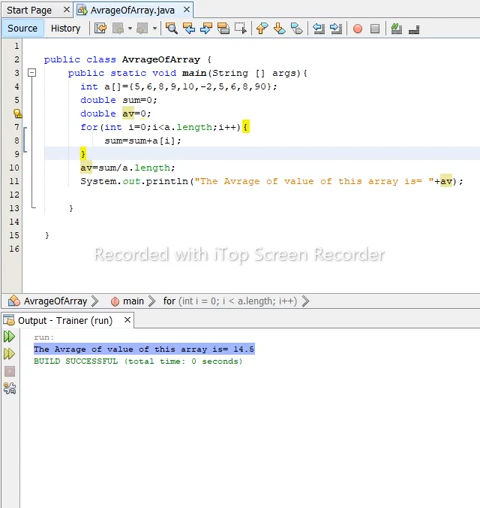 Start Page
AvrageOfArray.java
Source
History
1
2 public class AvrageOfArray {
3 public static void main(String [] args){
4 int a[]={5,6,8,9,10,-2,5,6,8,90};
5 double sum=0;
double av=0;
7 for(int i=0;i<a.length;i++){
8 sum=sum+a[i];
9 }
10 av=sum/a.length;
11 System.out.println("The Avrage of value of this array is= "+av);
12
13 }
14
15 }
16
Recorded with iTop Screen Recorder
AvrageOfArray
main
for (int i = 0; i < a.length; i++)
Output - Trainer (run)
run:
The Avrage of value of this array is= 14.5
BUILD SUCCESSFUL (total time: 0 seconds)